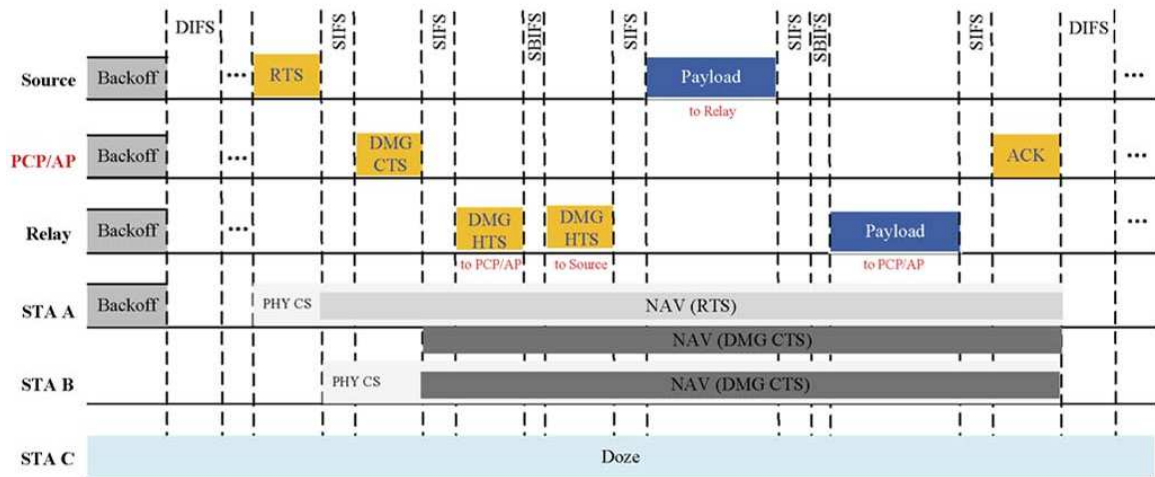 DIFS
SIFS
SIFS
SBIFS
SIFS
SIFS
SBIFS
SIFS
DIFS
Source
Backoff
...
RTS
Payload
...
to Relay
PCP/AP
Backoff
...
DMG
CTS
ACK
...
Relay
Backoff
...
DMG
HTS
DMG
HTS
Payload
...
to PCP/AP
to Source
to PCP/AP
STA A
Backoff
PHY CS
NAV (RTS)
NAV (DMG CTS)
STA B
PHY CS
NAV (DMG CTS)
STA C
Doze